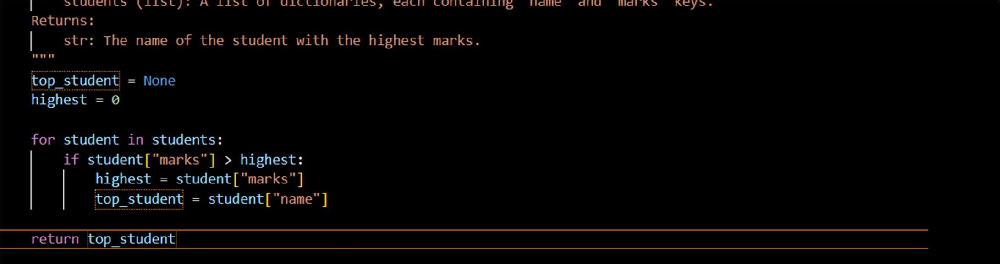 students (list): A list of dictionaries, each containing name and marks keys.
Returns:
    str: The name of the student with the highest marks.
"""
top_student = None
highest = 0

for student in students:
    if student["marks"] > highest:
        highest = student["marks"]
        top_student = student["name"]

return top_student